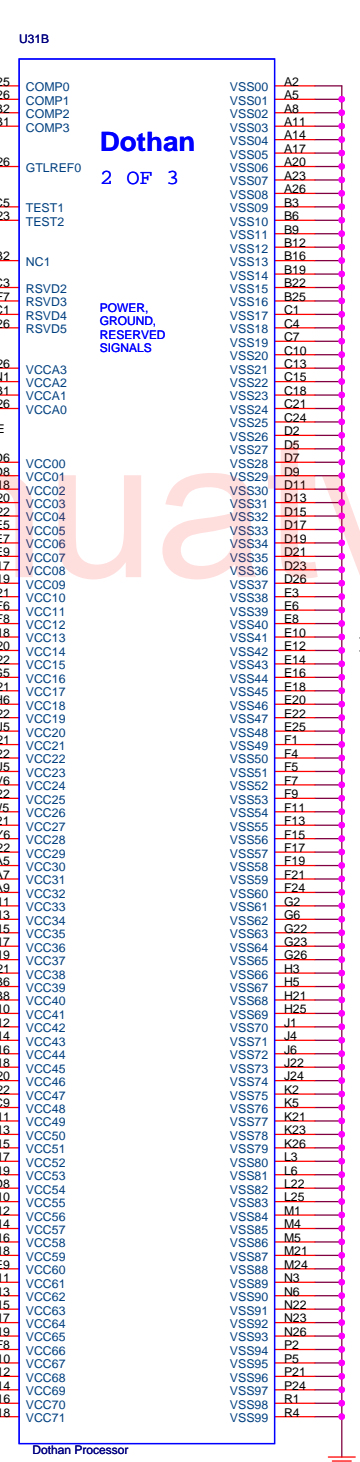 U31B
Dothan
2 OF 3
POWER,
GROUND,
RESERVED
SIGNALS
COMP0
COMP1
COMP2
COMP3
GTLREF0
TEST1
TEST2
NC1
RSVD2
RSVD3
RSVD4
RSVD5
VCCA3
VCCA2
VCCA1
VCCA0
VCC00
VCC01
VCC02
VCC03
VCC04
VCC05
VCC06
VCC07
VCC08
VCC09
VCC10
VCC11
VCC12
VCC13
VCC14
VCC15
VCC16
VCC17
VCC18
VCC19
VCC20
VCC21
VCC22
VCC23
VCC24
VCC25
VCC26
VCC27
VCC28
VCC29
VCC30
VCC31
VCC32
VCC33
VCC34
VCC35
VCC36
VCC37
VCC38
VCC39
VCC40
VCC41
VCC42
VCC43
VCC44
VCC45
VCC46
VCC47
VCC48
VCC49
VCC50
VCC51
VCC52
VCC53
VCC54
VCC55
VCC56
VCC57
VCC58
VCC59
VCC60
VCC61
VCC62
VCC63
VCC64
VCC65
VCC66
VCC67
VCC68
VCC69
VCC70
VCC71
VSS00 A2
VSS01 A5
VSS02 A8
VSS03 A11
VSS04 A14
VSS05 A17
VSS06 A20
VSS07 A23
VSS08 A26
VSS09 B3
VSS10 B6
VSS11 B9
VSS12 B12
VSS13 B16
VSS14 B19
VSS15 B22
VSS16 B25
VSS17 C1
VSS18 C4
VSS19 C7
VSS20 C10
VSS21 C13
VSS22 C15
VSS23 C18
VSS24 C21
VSS25 C24
VSS26 D2
VSS27 D5
VSS28 D7
VSS29 D9
VSS30 D11
VSS31 D13
VSS32 D15
VSS33 D17
VSS34 D19
VSS35 D21
VSS36 D23
VSS37 D26
VSS38 E3
VSS39 E6
VSS40 E8
VSS41 E10
VSS42 E12
VSS43 E14
VSS44 E16
VSS45 E18
VSS46 E20
VSS47 E22
VSS48 E25
VSS49 F1
VSS50 F4
VSS51 F5
VSS52 F7
VSS53 F9
VSS54 F11
VSS55 F13
VSS56 F15
VSS57 F17
VSS58 F19
VSS59 F21
VSS60 F24
VSS61 G2
VSS62 G6
VSS63 G22
VSS64 G23
VSS65 G26
VSS66 H3
VSS67 H5
VSS68 H21
VSS69 H25
VSS70 J1
VSS71 J4
VSS72 J6
VSS73 J22
VSS74 J24
VSS75 K2
VSS76 K5
VSS77 K21
VSS78 K23
VSS79 K26
VSS80 L3
VSS81 L6
VSS82 L22
VSS83 L25
VSS84 M1
VSS85 M4
VSS86 M5
VSS87 M21
VSS88 M24
VSS89 N3
VSS90 N6
VSS91 N22
VSS92 N23
VSS93 N26
VSS94 P2
VSS95 P5
VSS96 P21
VSS97 P24
VSS98 R1
VSS99 R4
Dothan Processor